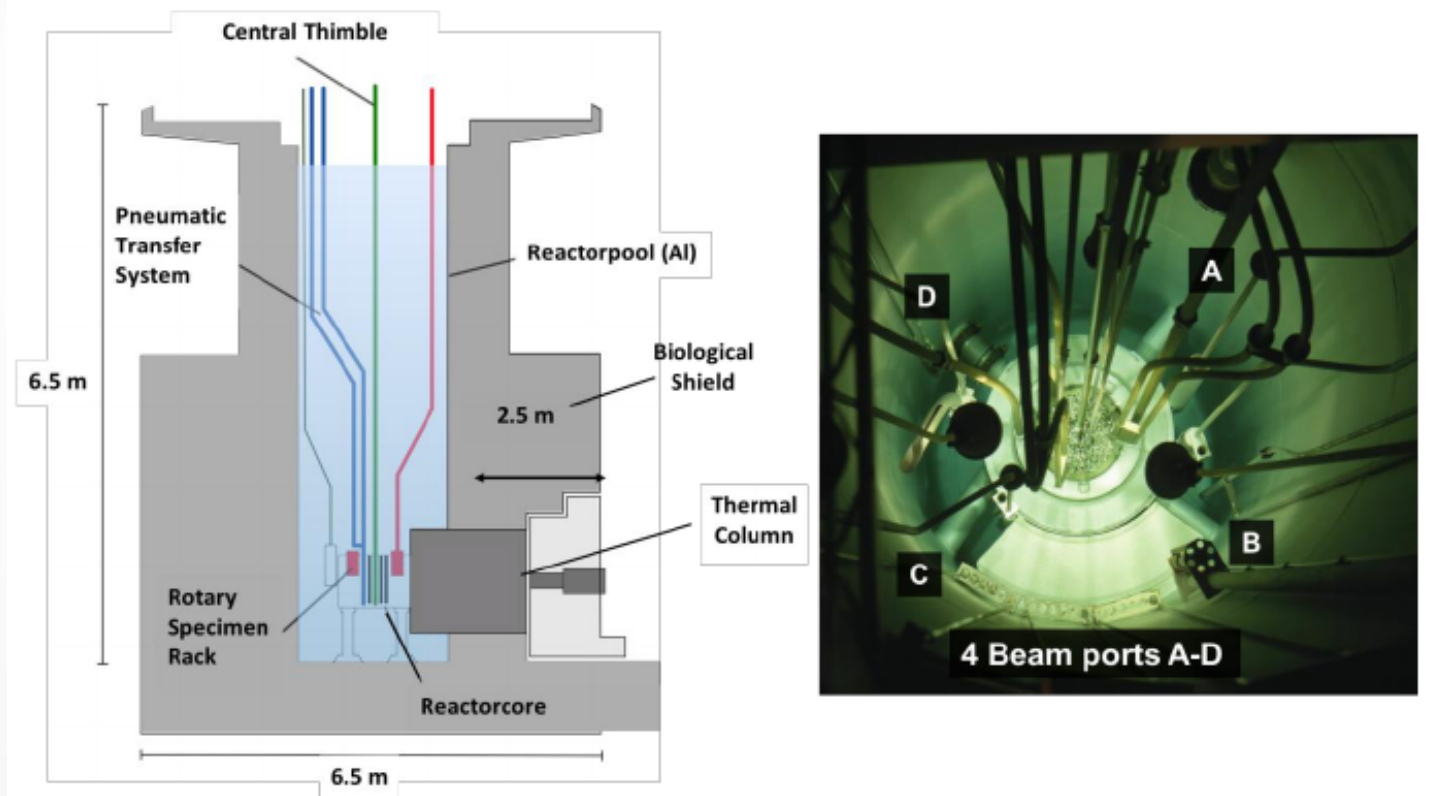 Central Thimble
Pneumatic
Transfer
System
Reactorpool (Al)
Biological
Shield
6.5 m
2.5 m
Thermal
Column
Rotary
Specimen
Rack
Reactorcore
6.5 m
D
A
C
B
4 Beam ports A-D